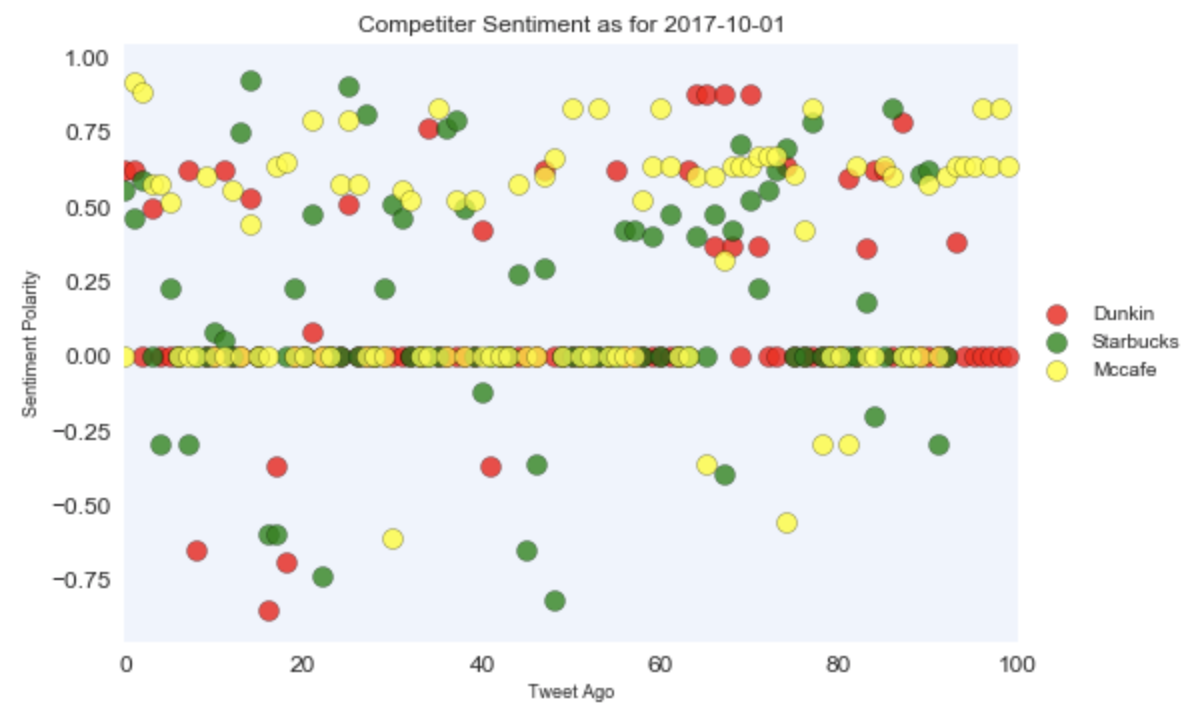 Competiter Sentiment as for 2017-10-01
1.00
0.75
0.50
0.25
0.00
−0.25
−0.50
−0.75
Sentiment Polarity
0 20 40 60 80 100
Tweet Ago
Dunkin
Starbucks
Mccafe